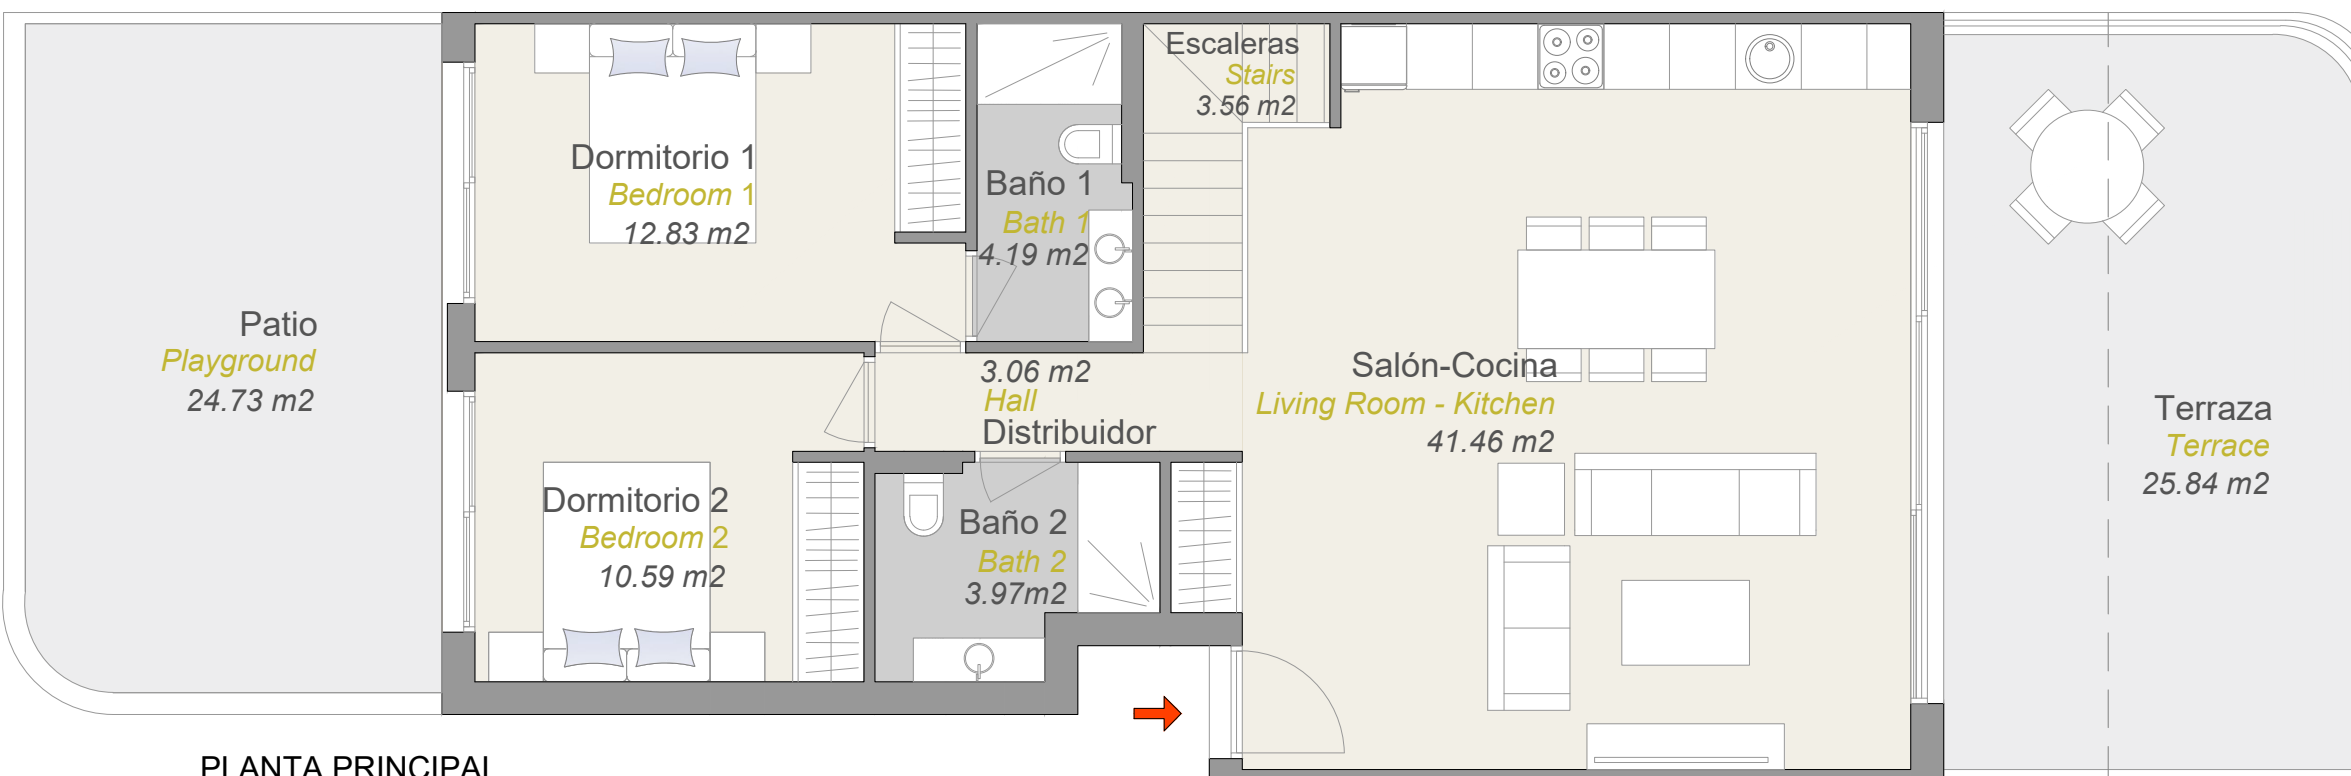 Patio
Playground
24.73 m2
Dormitorio 1
Bedroom 1
12.83 m2
Baño 1
Bath 1
4.19 m2
Escaleras
Stairs
3.56 m2
3.06 m2
Hall
Distribuidor
Salón-Cocina
Living Room - Kitchen
41.46 m2
Terraza
Terrace
25.84 m2
Dormitorio 2
Bedroom 2
10.59 m2
Baño 2
Bath 2
3.97m2
PLANTA PRINCIPAL